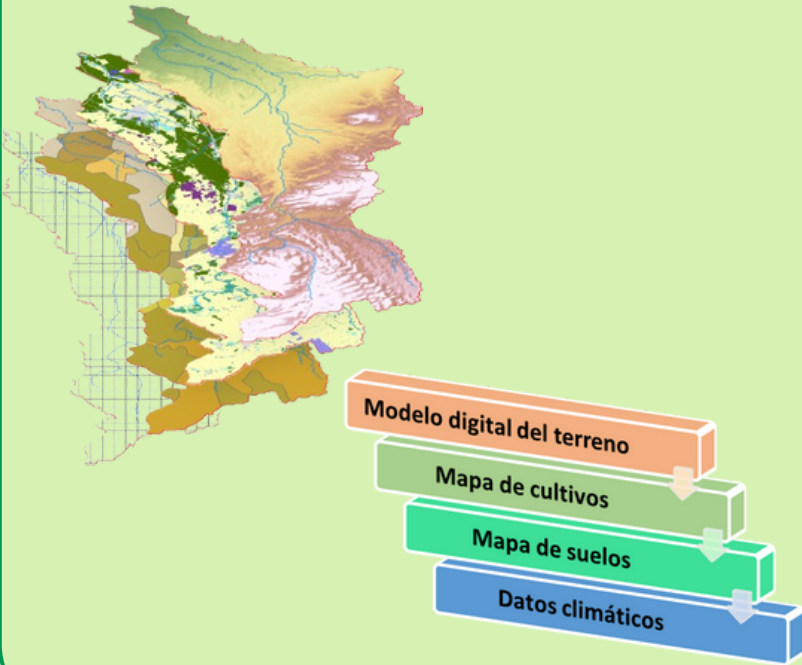 Modelo digital del terreno
Mapa de cultivos
Mapa de suelos
Datos climáticos